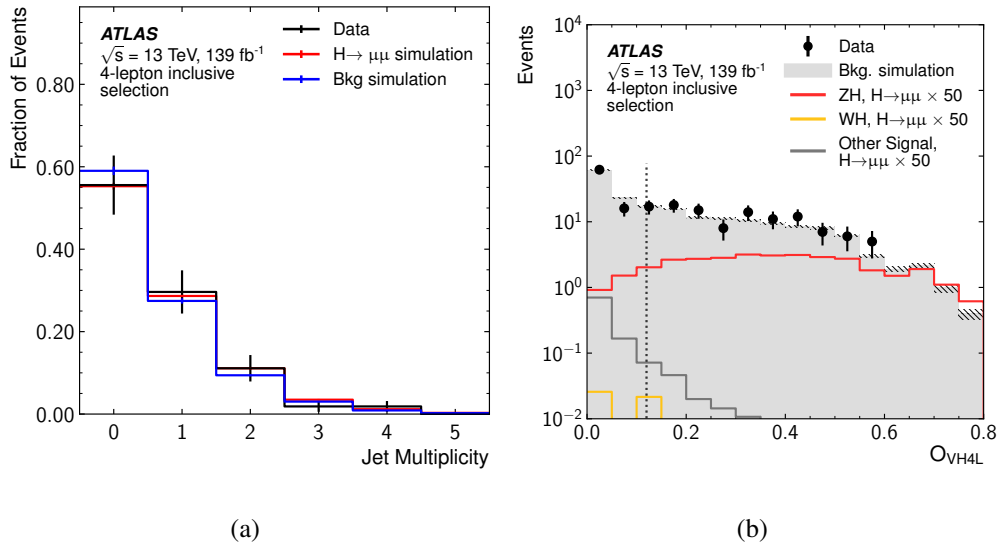 Fraction of Events
0.80
0.60
0.40
0.20
0.00
ATLAS
√s = 13 TeV, 139 fb⁻¹
4-lepton inclusive
selection
Data
H→ μμ simulation
Bkg simulation
0 1 2 3 4 5
Jet Multiplicity
(a)
Events
10⁴
10³
10²
10¹
10⁰
10⁻¹
10⁻²
ATLAS
√s = 13 TeV, 139 fb⁻¹
4-lepton inclusive
selection
Data
Bkg. simulation
ZH, H→μμ × 50
WH, H→μμ × 50
Other Signal,
H→μμ × 50
0.0 0.2 0.4 0.6 0.8
O_VH4L
(b)